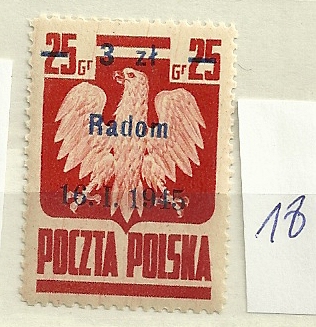 25 Gr 3 zł Gr 25
Radom
16. I. 1945
POCZTA POLSKA
18